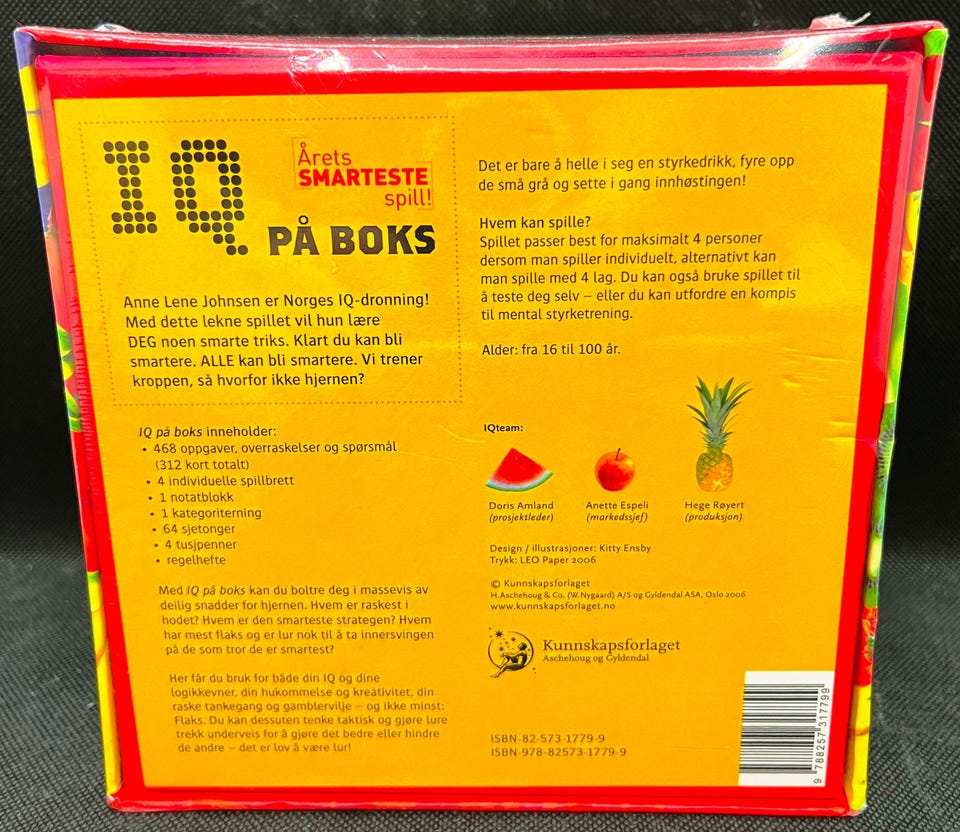 IQ
PÅ BOKS
Årets
SMARTESTE
spill!
Anne Lene Johnsen er Norges IQ-dronning!
Med dette lekne spillet vil hun lære
DEG noen smarte triks. Klart du kan bli
smartere. ALLE kan bli smartere. Vi trener
kroppen, så hvorfor ikke hjernen?
IQ på boks inneholder:
• 468 oppgaver, overraskelser og spørsmål
(312 kort totalt)
• 4 individuelle spillbrett
• 1 notatblokk
• 1 kategoriterning
• 64 sjetonger
• 4 tusjpenner
• regelhefte
Med IQ på boks kan du boltre deg i massevis av
deilig snadder for hjernen. Hvem er raskest i
hodet? Hvem er den smarteste strategen? Hvem
har mest flaks og er lur nok til å ta innersvingen
på de som tror de er smartest?
Her får du bruk for både din IQ og dine
logikkevner, din hukommelse og kreativitet, din
raske tankegang og gamblervilje – og ikke minst:
Flaks. Du kan dessuten tenke taktisk og gjøre lure
trekk underveis for å gjøre det bedre eller hindre
de andre – det er lov å være lur!
Det er bare å helle i seg en styrkedrikk, fyre opp
de små grå og sette i gang innhøstingen!
Hvem kan spille?
Spillet passer best for maksimalt 4 personer
dersom man spiller individuelt, alternativt kan
man spille med 4 lag. Du kan også bruke spillet til
å teste deg selv – eller du kan utfordre en kompis
til mental styrketrening.
Alder: fra 16 til 100 år.
IQteam:
Doris Amland
(prosjektleder)
Anette Espeli
(markedssjef)
Hege Røyert
(produksjon)
Design / illustrasjoner: Kitty Ensby
Trykk: LEO Paper 2006
© Kunnskapsforlaget
H.Aschehoug & Co. (W.Nygaard) A/S og Gyldendal ASA, Oslo 2006
www.kunnskapsforlaget.no
Kunnskapsforlaget
Aschehoug og Gyldendal
ISBN-82-573-1779-9
ISBN-978-82573-1779-9
9 788257 317799